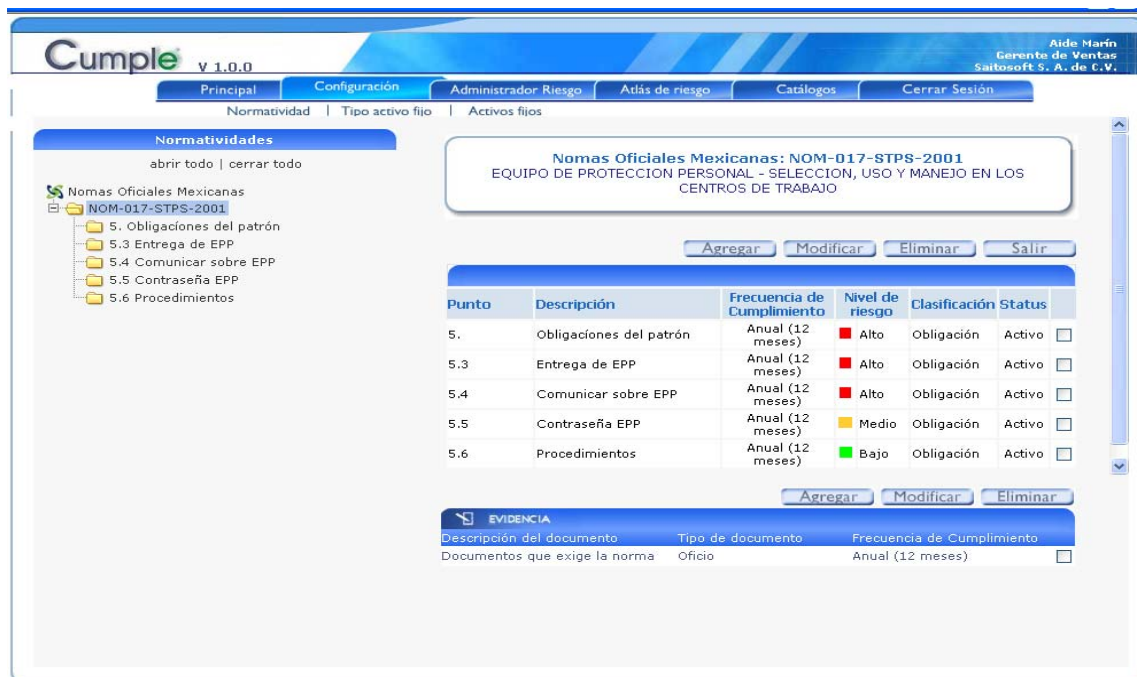 Cumple V 1.0.0
Aide Marín
Gerente de Ventas
Saitosoft S. A. de C.V.
Principal Configuración Administrador Riesgo Atlás de riesgo Catálogos Cerrar Sesión
Normatividad | Tipo activo fijo | Activos fijos
Normatividades
abrir todo | cerrar todo
Nomas Oficiales Mexicanas
NOM-017-STPS-2001
5. Obligacíones del patrón
5.3 Entrega de EPP
5.4 Comunicar sobre EPP
5.5 Contraseña EPP
5.6 Procedimientos
Nomas Oficiales Mexicanas: NOM-017-STPS-2001
EQUIPO DE PROTECCION PERSONAL - SELECCION, USO Y MANEJO EN LOS
CENTROS DE TRABAJO
Agregar Modificar Eliminar Salir
Punto Descripción Frecuencia de Cumplimiento Nivel de riesgo Clasificación Status
5. Obligacíones del patrón Anual (12 meses) Alto Obligación Activo
5.3 Entrega de EPP Anual (12 meses) Alto Obligación Activo
5.4 Comunicar sobre EPP Anual (12 meses) Alto Obligación Activo
5.5 Contraseña EPP Anual (12 meses) Medio Obligación Activo
5.6 Procedimientos Anual (12 meses) Bajo Obligación Activo
Agregar Modificar Eliminar
EVIDENCIA
Descripción del documento Tipo de documento Frecuencia de Cumplimiento
Documentos que exige la norma Oficio Anual (12 meses)